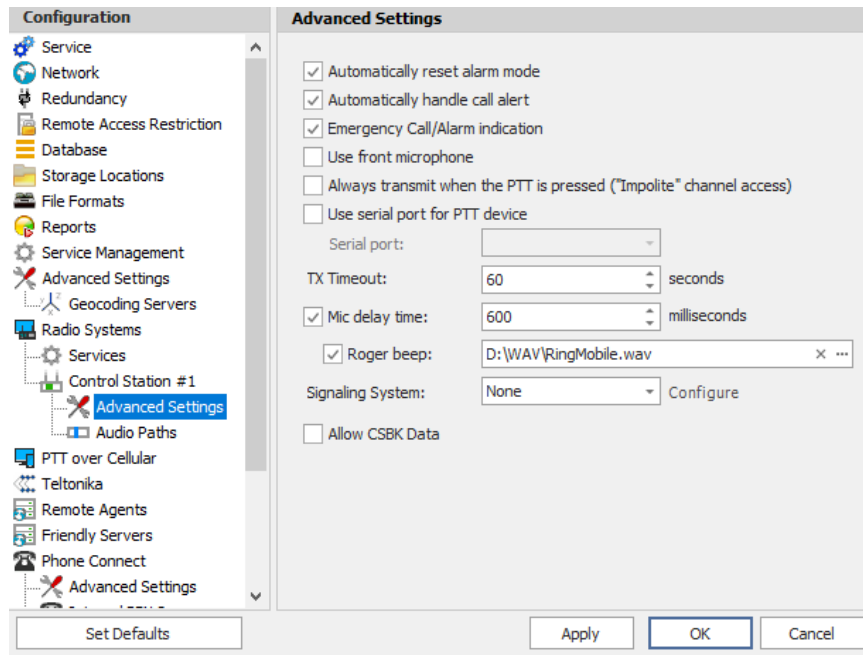 Configuration
Service
Network
Redundancy
Remote Access Restriction
Database
Storage Locations
File Formats
Reports
Service Management
Advanced Settings
Geocoding Servers
Radio Systems
Services
Control Station #1
Advanced Settings
Audio Paths
PTT over Cellular
Teltonika
Remote Agents
Friendly Servers
Phone Connect
Advanced Settings
Set Defaults
Advanced Settings
Automatically reset alarm mode
Automatically handle call alert
Emergency Call/Alarm indication
Use front microphone
Always transmit when the PTT is pressed ("Impolite" channel access)
Use serial port for PTT device
Serial port:
TX Timeout: 60 seconds
Mic delay time: 600 milliseconds
Roger beep: D:\WAV\RingMobile.wav
Signaling System: None Configure
Allow CSBK Data
Apply OK Cancel